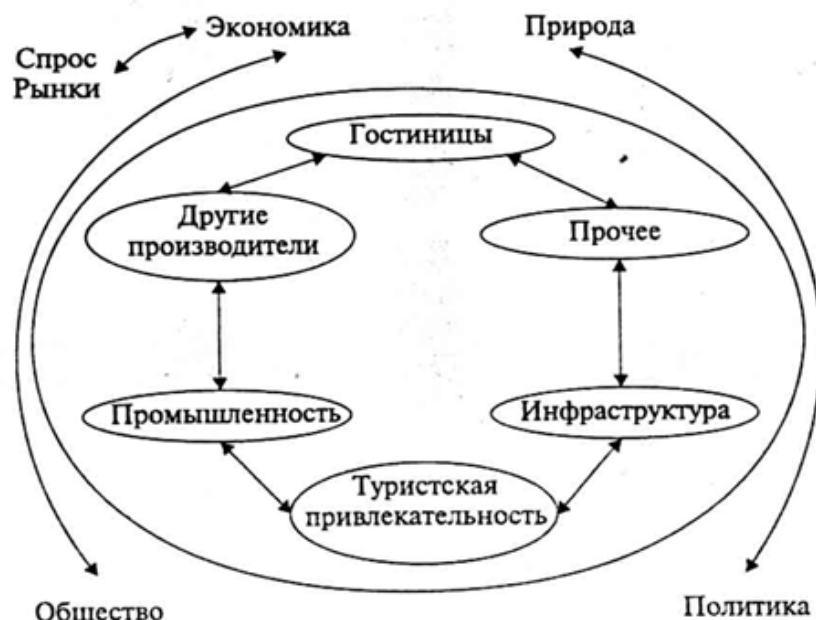 Экономика
Природа
Спрос
Рынки
Гостиницы
Другие
производители
Прочее
Промышленность
Инфраструктура
Туристская
привлекательность
Общество
Политика